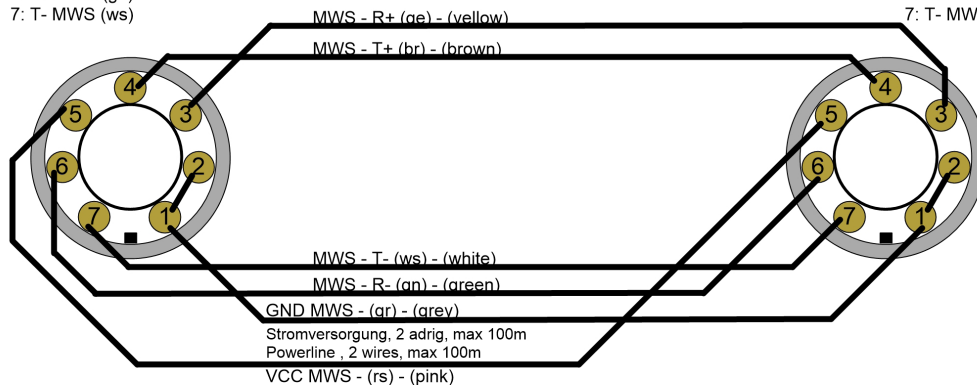 7: T- MWS (ws)
7: T- MW
MWS - R+ (ge) - (yellow)
MWS - T+ (br) - (brown)
4
5
3
6
2
7
1
4
5
3
6
2
7
1
MWS - T- (ws) - (white)
MWS - R- (gn) - (green)
GND MWS - (gr) - (grey)
Stromversorgung, 2 adrig, max 100m
Powerline , 2 wires, max 100m
VCC MWS - (rs) - (pink)